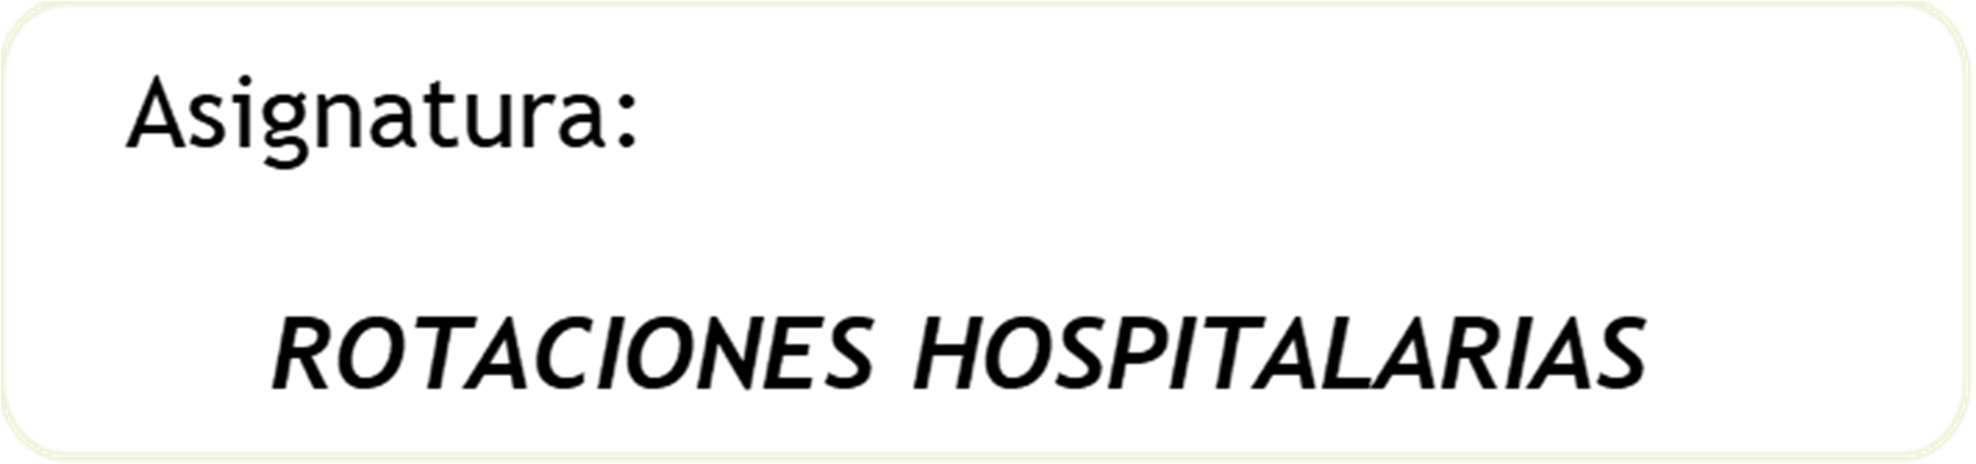 Asignatura:
ROTACIONES HOSPITALARIAS